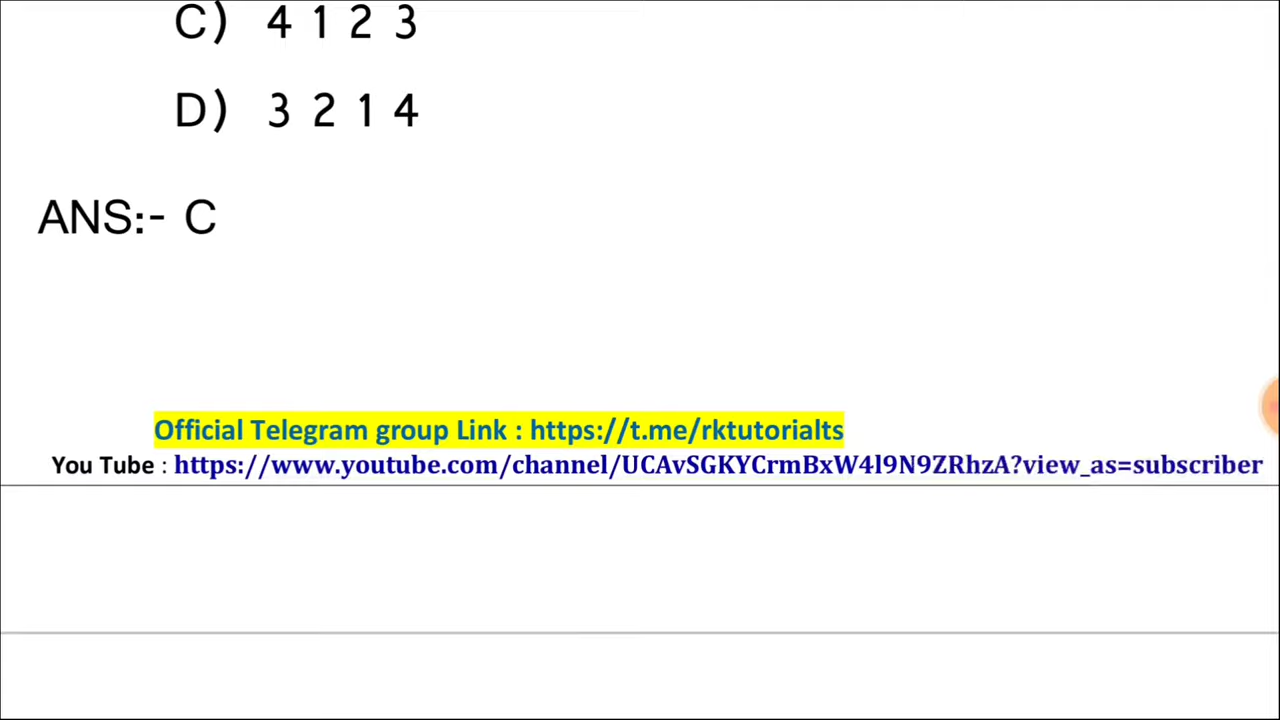 C) 4 1 2 3
D) 3 2 1 4
ANS:- C
Official Telegram group Link : https://t.me/rktutorialts
You Tube : https://www.youtube.com/channel/UCAvSGKYCrmBxW4l9N9ZRhzA?view_as=subscriber